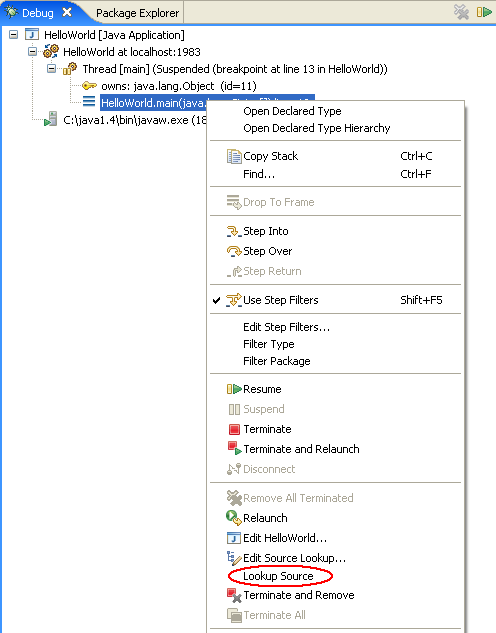 Debug Package Explorer
HelloWorld [Java Application]
HelloWorld at localhost:1983
Thread [main] (Suspended (breakpoint at line 13 in HelloWorld))
owns: java.lang.Object (id=11)
HelloWorld.main(java.
C:\java1.4\bin\javaw.exe (18
Open Declared Type
Open Declared Type Hierarchy
Copy Stack Ctrl+C
Find... Ctrl+F
Drop To Frame
Step Into
Step Over
Step Return
Use Step Filters Shift+F5
Edit Step Filters...
Filter Type
Filter Package
Resume
Suspend
Terminate
Terminate and Relaunch
Disconnect
Remove All Terminated
Relaunch
Edit HelloWorld...
Edit Source Lookup...
Lookup Source
Terminate and Remove
Terminate All